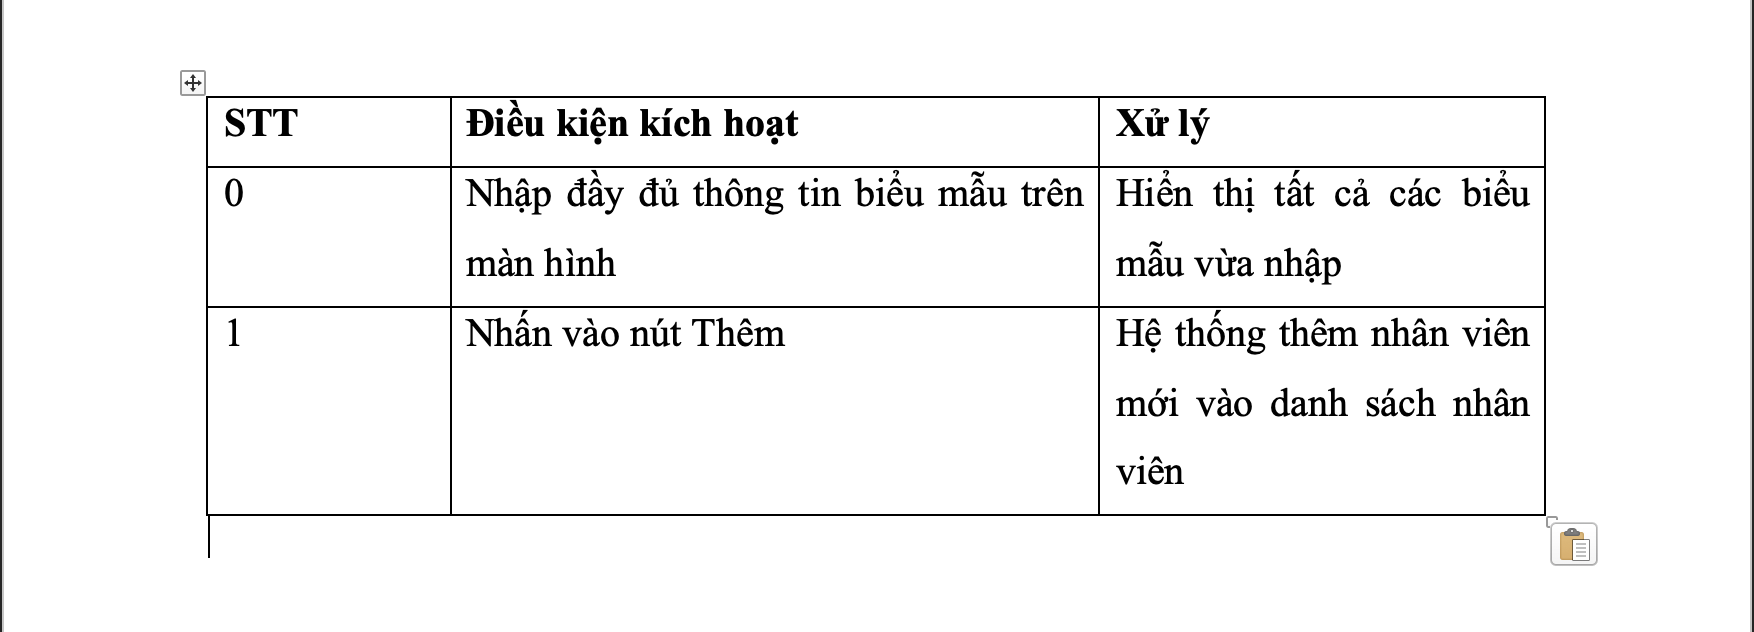 STT
Điều kiện kích hoạt
Xử lý
0
Nhập đầy đủ thông tin biểu mẫu trên
màn hình
Hiển thị tất cả các biểu
mẫu vừa nhập
1
Nhấn vào nút Thêm
Hệ thống thêm nhân viên
mới vào danh sách nhân
viên